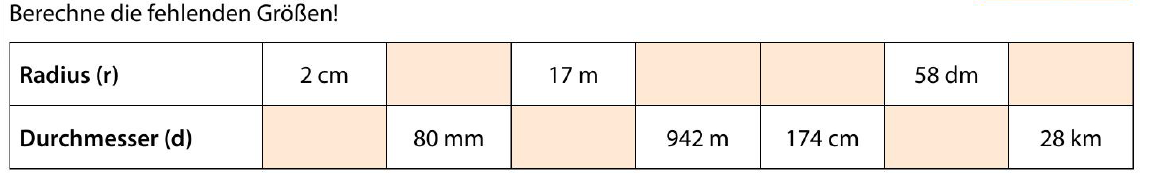 Berechne die fehlenden Größen!
Radius (r) 2 cm 17 m 58 dm
Durchmesser (d) 80 mm 942 m 174 cm 28 km